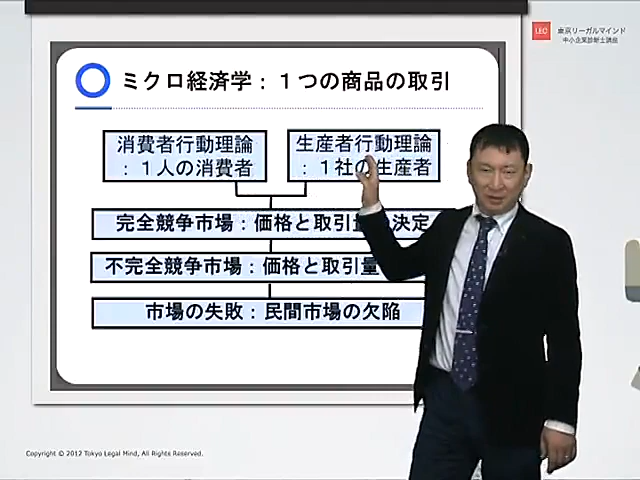 LEC 東京リーガルマインド
中小企業診断士講座
ミクロ経済学：１つの商品の取引
消費者行動理論
：１人の消費者
生産者行動理論
：１社の生産者
完全競争市場：価格と取引量の決定
不完全競争市場：価格と取引量
市場の失敗：民間市場の欠陥
Copyright © 2012 Tokyo Legal Mind, All Rights Reserved.